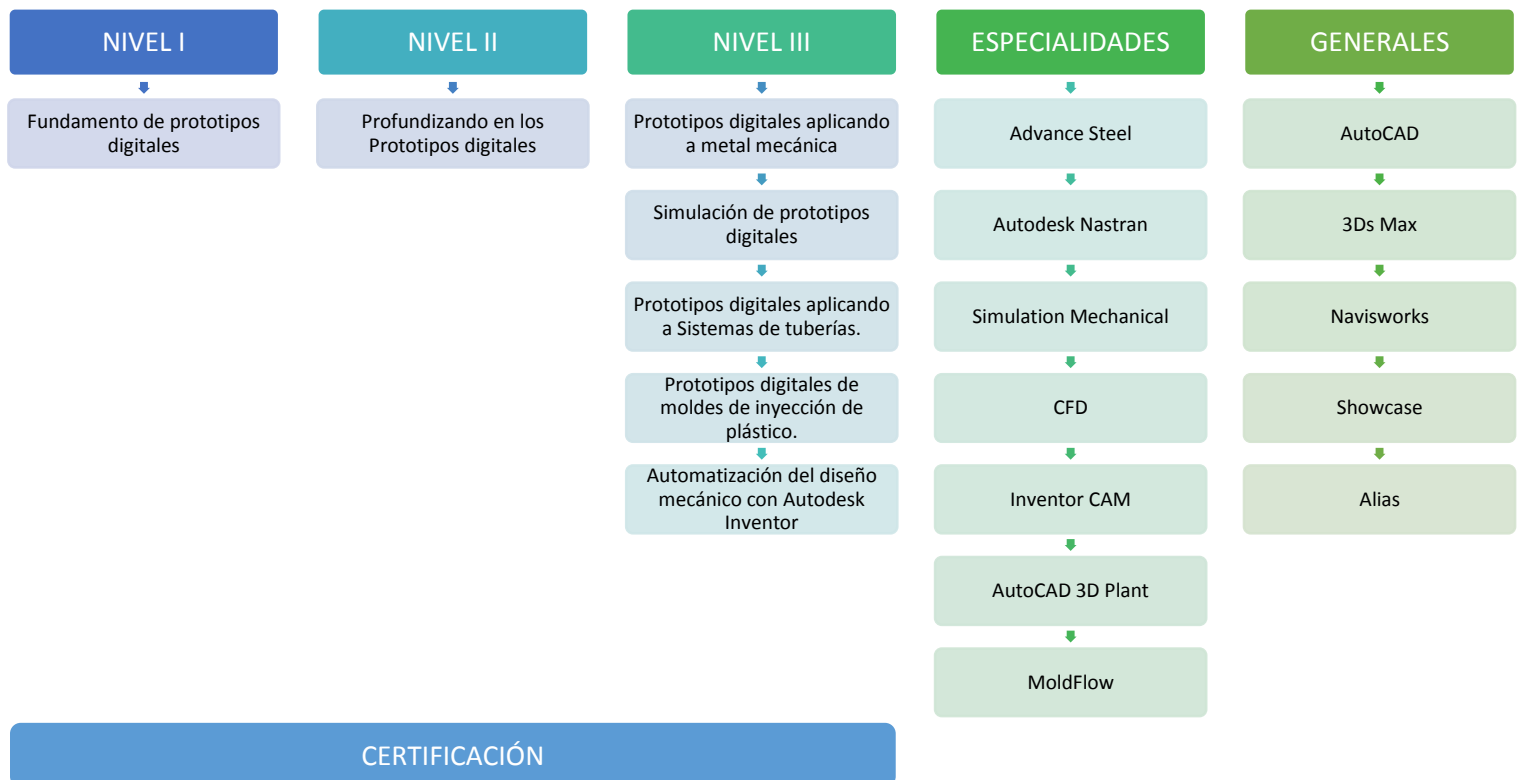 NIVEL I
Fundamento de prototipos
digitales
NIVEL II
Profundizando en los
Prototipos digitales
NIVEL III
Prototipos digitales aplicando
a metal mecánica
Simulación de prototipos
digitales
Prototipos digitales aplicando
a Sistemas de tuberías.
Prototipos digitales de
moldes de inyección de
plástico.
Automatización del diseño
mecánico con Autodesk
Inventor
ESPECIALIDADES
Advance Steel
Autodesk Nastran
Simulation Mechanical
CFD
Inventor CAM
AutoCAD 3D Plant
MoldFlow
GENERALES
AutoCAD
3Ds Max
Navisworks
Showcase
Alias
CERTIFICACIÓN